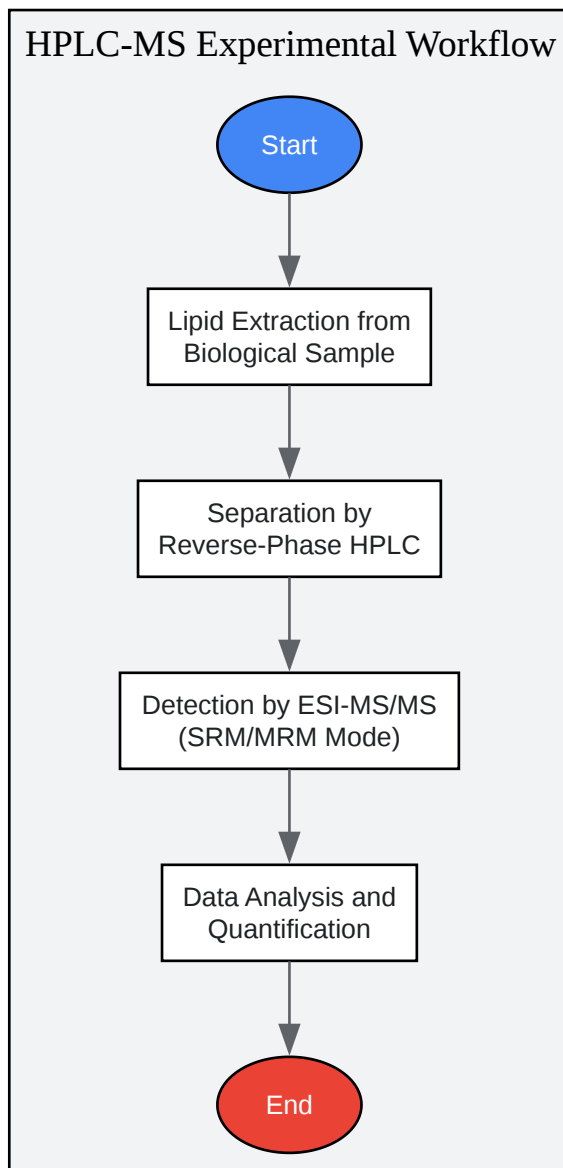 HPLC-MS Experimental Workflow
Start
Lipid Extraction from
Biological Sample
Separation by
Reverse-Phase HPLC
Detection by ESI-MS/MS
(SRM/MRM Mode)
Data Analysis and
Quantification
End